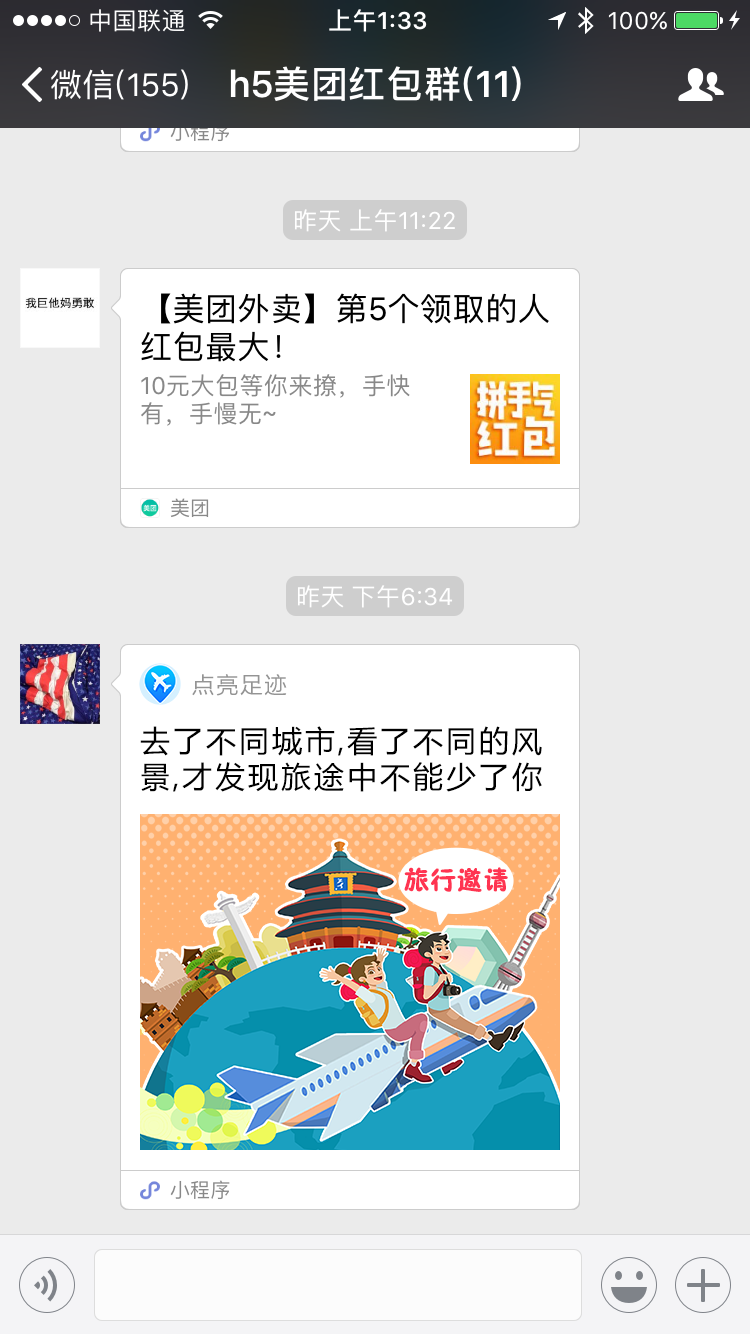 中国联通
上午1:33
100%
微信(155)
h5美团红包群(11)
小程序
昨天 上午11:22
我巨他妈勇敢
【美团外卖】第5个领取的人
红包最大！
10元大包等你来撩，手快
有，手慢无~
拼手气
红包
美团
美团
昨天 下午6:34
点亮足迹
去了不同城市,看了不同的风
景,才发现旅途中不能少了你
旅行邀请
小程序